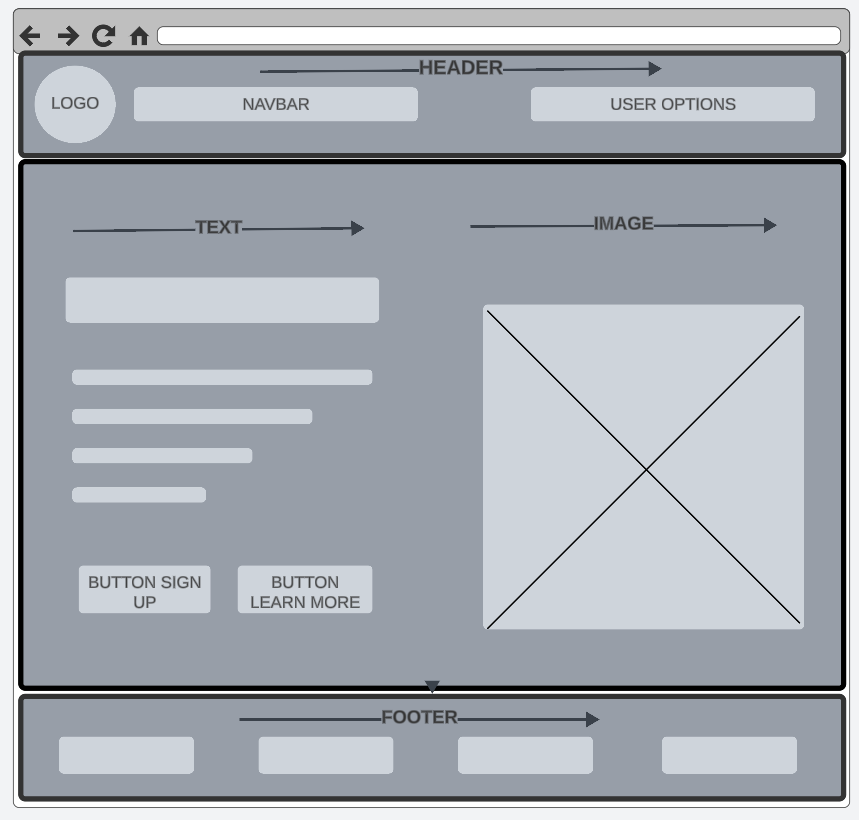 HEADER
LOGO
NAVBAR
USER OPTIONS
TEXT
IMAGE
BUTTON SIGN
UP
BUTTON
LEARN MORE
FOOTER